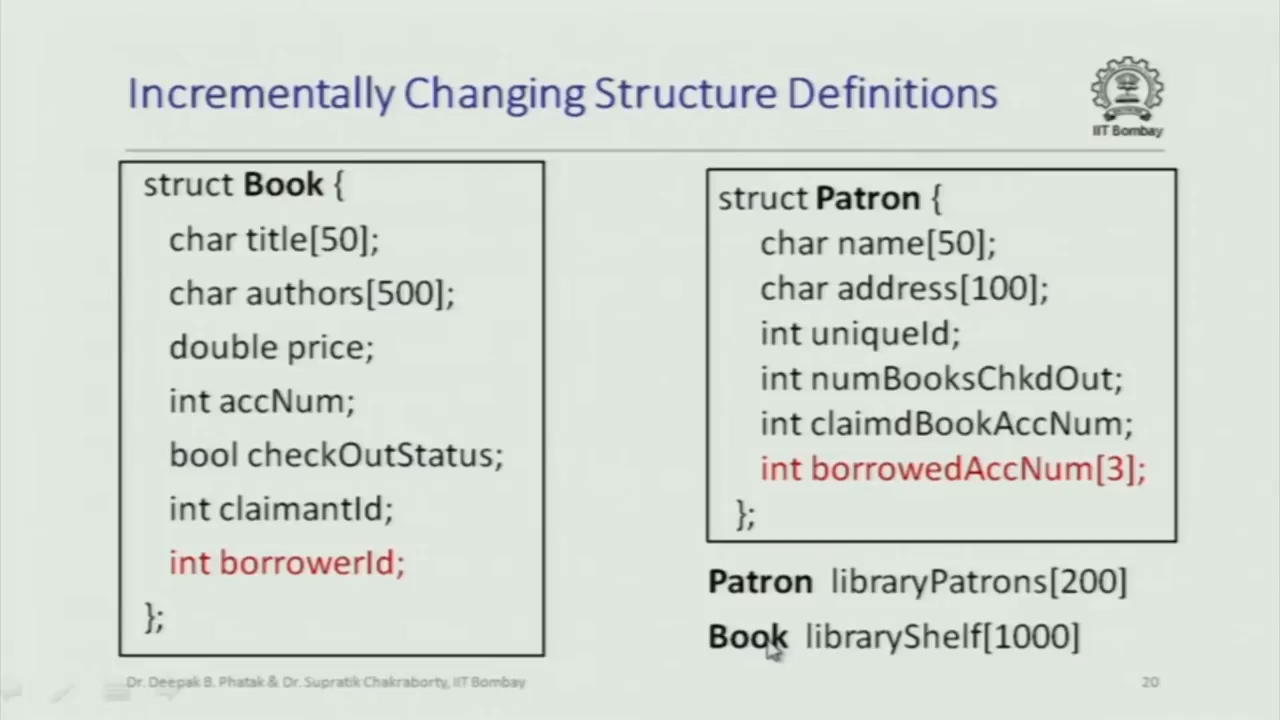 Incrementally Changing Structure Definitions
IIT Bombay
struct Book {
char title[50];
char authors[500];
double price;
int accNum;
bool checkOutStatus;
int claimantId;
int borrowerId;
};
struct Patron {
char name[50];
char address[100];
int uniqueId;
int numBooksChkdOut;
int claimdBookAccNum;
int borrowedAccNum[3];
};
Patron libraryPatrons[200]
Book libraryShelf[1000]
Dr. Deepak B. Phatak & Dr. Supratik Chakraborty, IIT Bombay
20